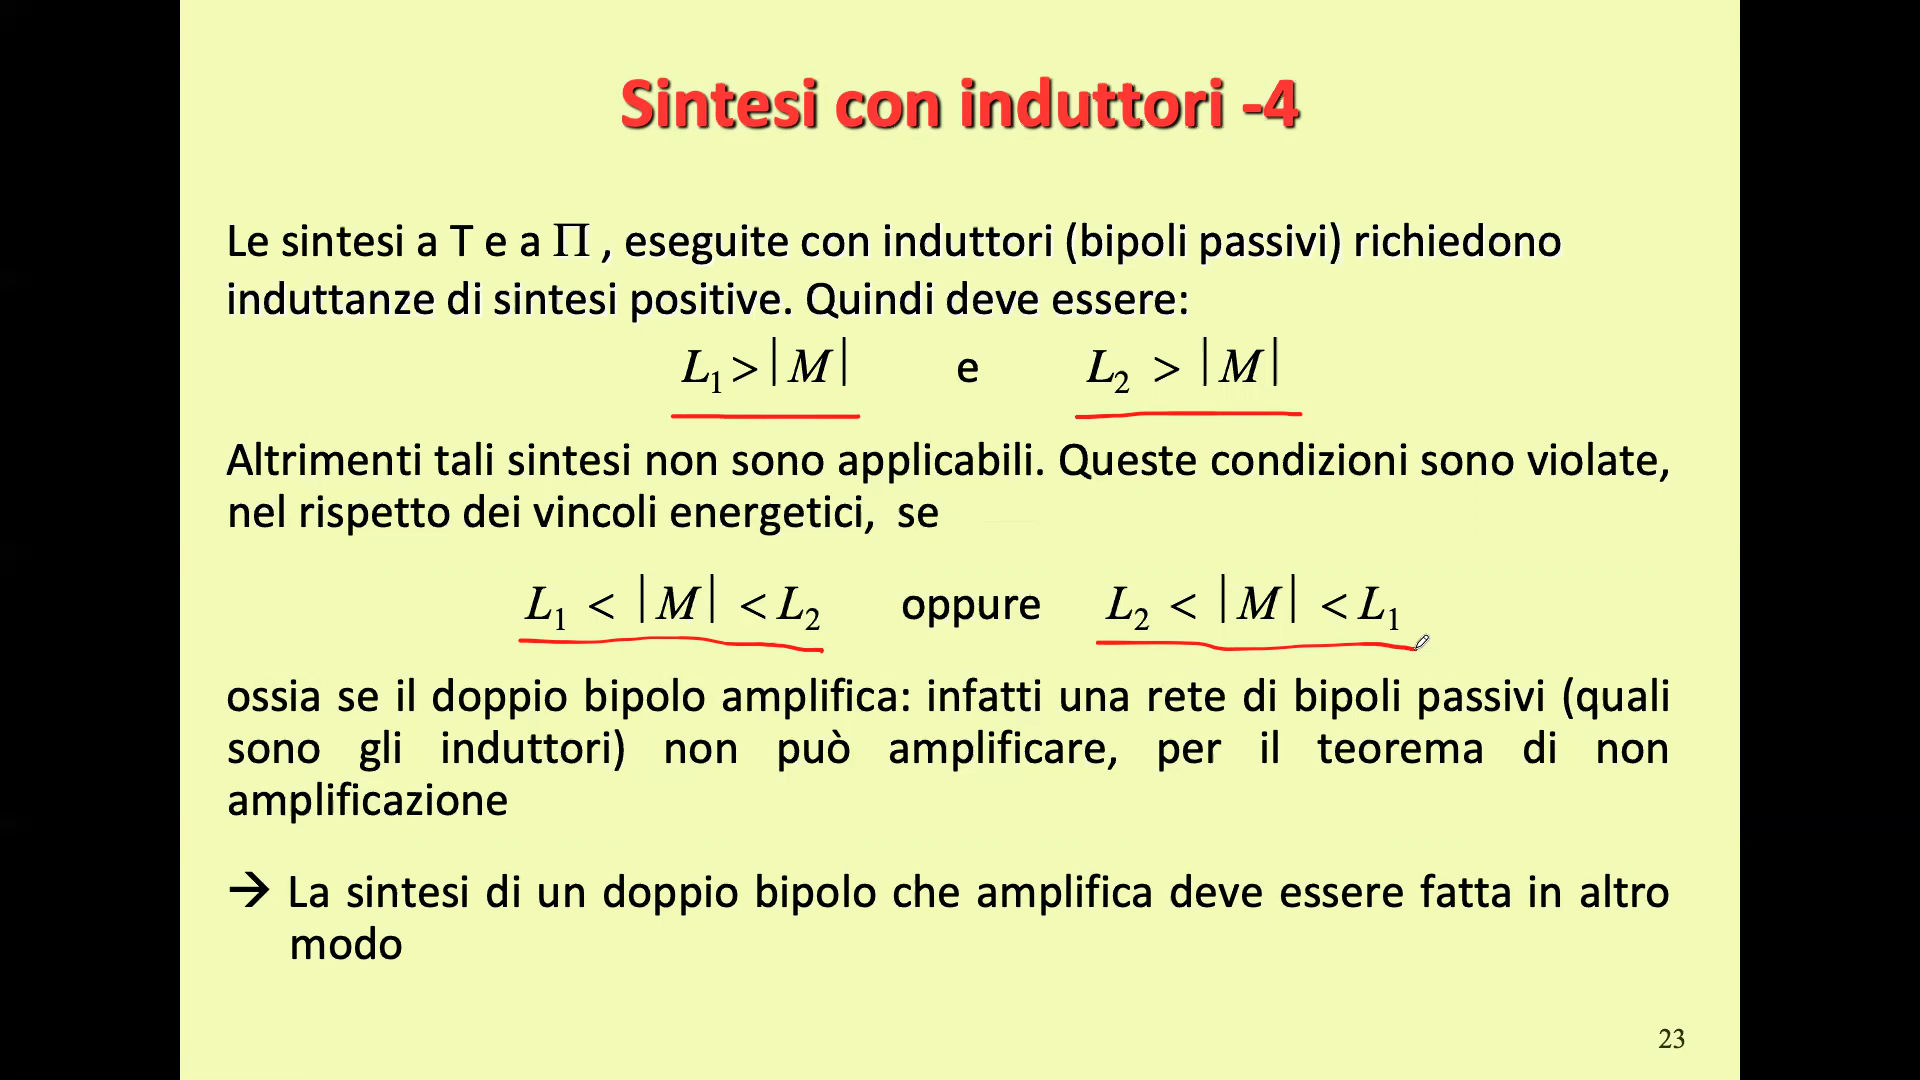 Sintesi con induttori -4
Le sintesi a T e a Π , eseguite con induttori (bipoli passivi) richiedono
induttanze di sintesi positive. Quindi deve essere:
L₁ > |M| e L₂ > |M|
Altrimenti tali sintesi non sono applicabili. Queste condizioni sono violate,
nel rispetto dei vincoli energetici, se
L₁ < |M| < L₂ oppure L₂ < |M| < L₁
ossia se il doppio bipolo amplifica: infatti una rete di bipoli passivi (quali
sono gli induttori) non può amplificare, per il teorema di non
amplificazione
→ La sintesi di un doppio bipolo che amplifica deve essere fatta in altro
modo
23